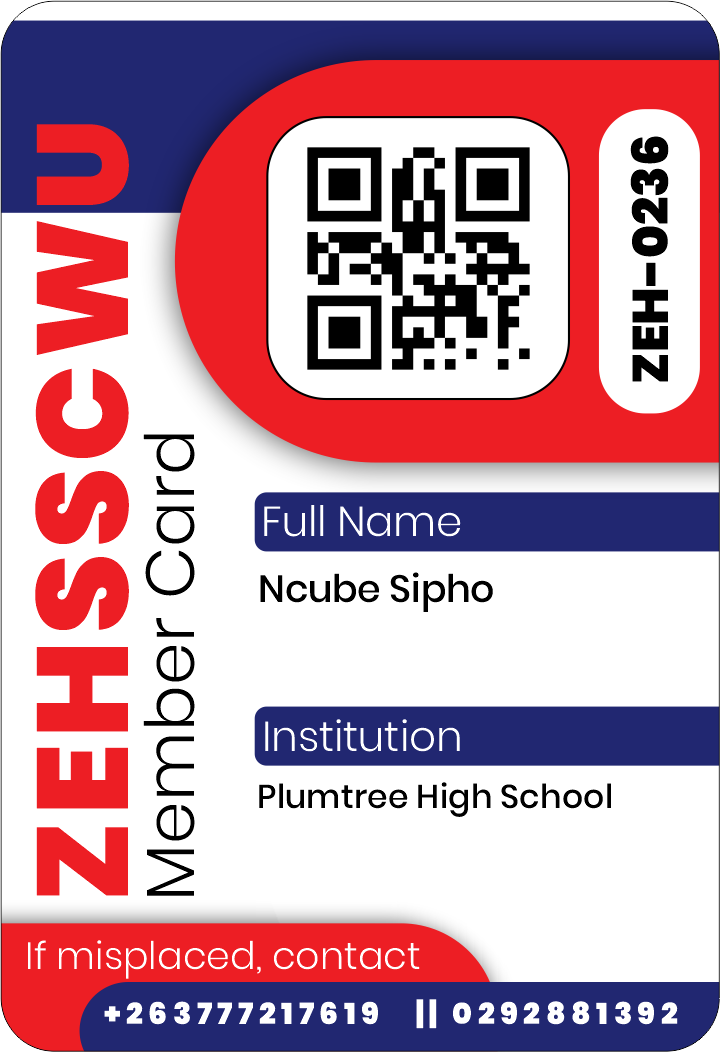 ZEHSSCWU
Member Card
ZEH-0236
Full Name
Ncube Sipho
Institution
Plumtree High School
If misplaced, contact
+263777217619 || 0292881392